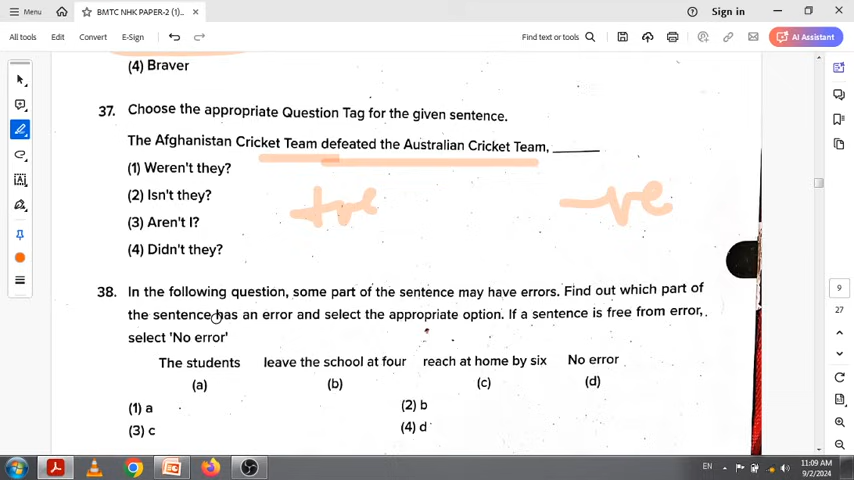 Menu
BMTC NHK PAPER-2 (1)...
Sign in
All tools Edit Convert E-Sign
Find text or tools
AI Assistant
(4) Braver
37. Choose the appropriate Question Tag for the given sentence.
The Afghanistan Cricket Team defeated the Australian Cricket Team, ______
(1) Weren't they?
(2) Isn't they?
(3) Aren't I?
(4) Didn't they?
+ve -ve
38. In the following question, some part of the sentence may have errors. Find out which part of
the sentence has an error and select the appropriate option. If a sentence is free from error,
select 'No error'
The students leave the school at four reach at home by six No error
(a) (b) (c) (d)
(1) a (2) b
(3) c (4) d
9
27
EN
11:09 AM
9/2/2024